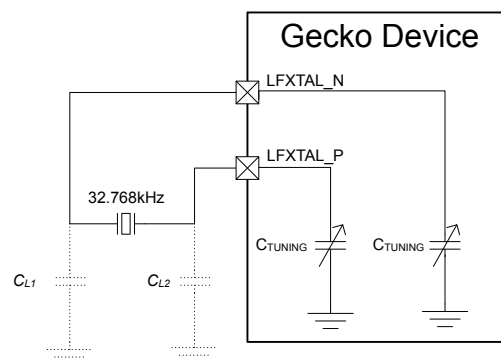 Gecko Device
LFXTAL_N
LFXTAL_P
32.768kHz
CL1
CL2
CTUNING
CTUNING